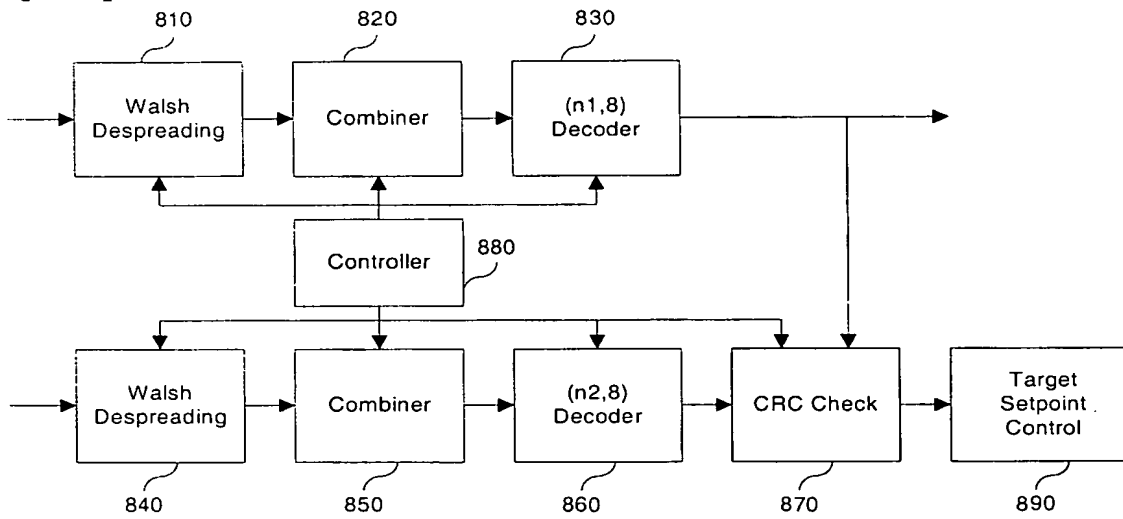 810
820
830
Walsh
Despreading
Combiner
(n1,8)
Decoder
Controller
880
Walsh
Despreading
Combiner
(n2,8)
Decoder
CRC Check
Target
Setpoint
Control
840
850
860
870
890